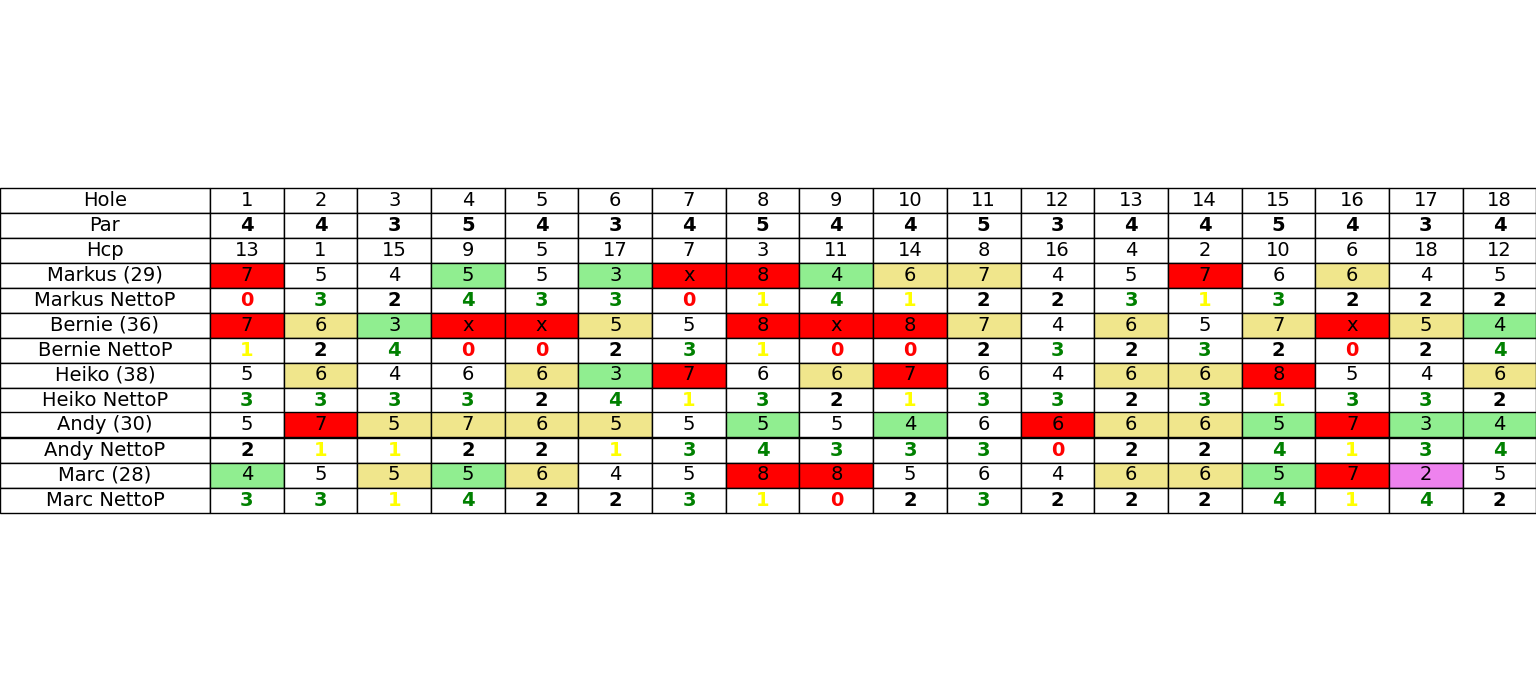 Hole 1 2 3 4 5 6 7 8 9 10 11 12 13 14 15 16 17 18
Par 4 4 3 5 4 3 4 5 4 4 5 3 4 4 5 4 3 4
Hcp 13 1 15 9 5 17 7 3 11 14 8 16 4 2 10 6 18 12
Markus (29) 7 5 4 5 5 3 x 8 4 6 7 4 5 7 6 6 4 5
Markus NettoP 0 3 2 4 3 3 0 1 4 1 2 2 3 1 3 2 2 2
Bernie (36) 7 6 3 x x 5 5 8 x 8 7 4 6 5 7 x 5 4
Bernie NettoP 1 2 4 0 0 2 3 1 0 0 2 3 2 3 2 0 2 4
Heiko (38) 5 6 4 6 6 3 7 6 6 7 6 4 6 6 8 5 4 6
Heiko NettoP 3 3 3 3 2 4 1 3 2 1 3 3 2 3 1 3 3 2
Andy (30) 5 7 5 7 6 5 5 5 5 4 6 6 6 6 5 7 3 4
Andy NettoP 2 1 1 2 2 1 3 4 3 3 3 0 2 2 4 1 3 4
Marc (28) 4 5 5 5 6 4 5 8 8 5 6 4 6 6 5 7 2 5
Marc NettoP 3 3 1 4 2 2 3 1 0 2 3 2 2 2 4 1 4 2